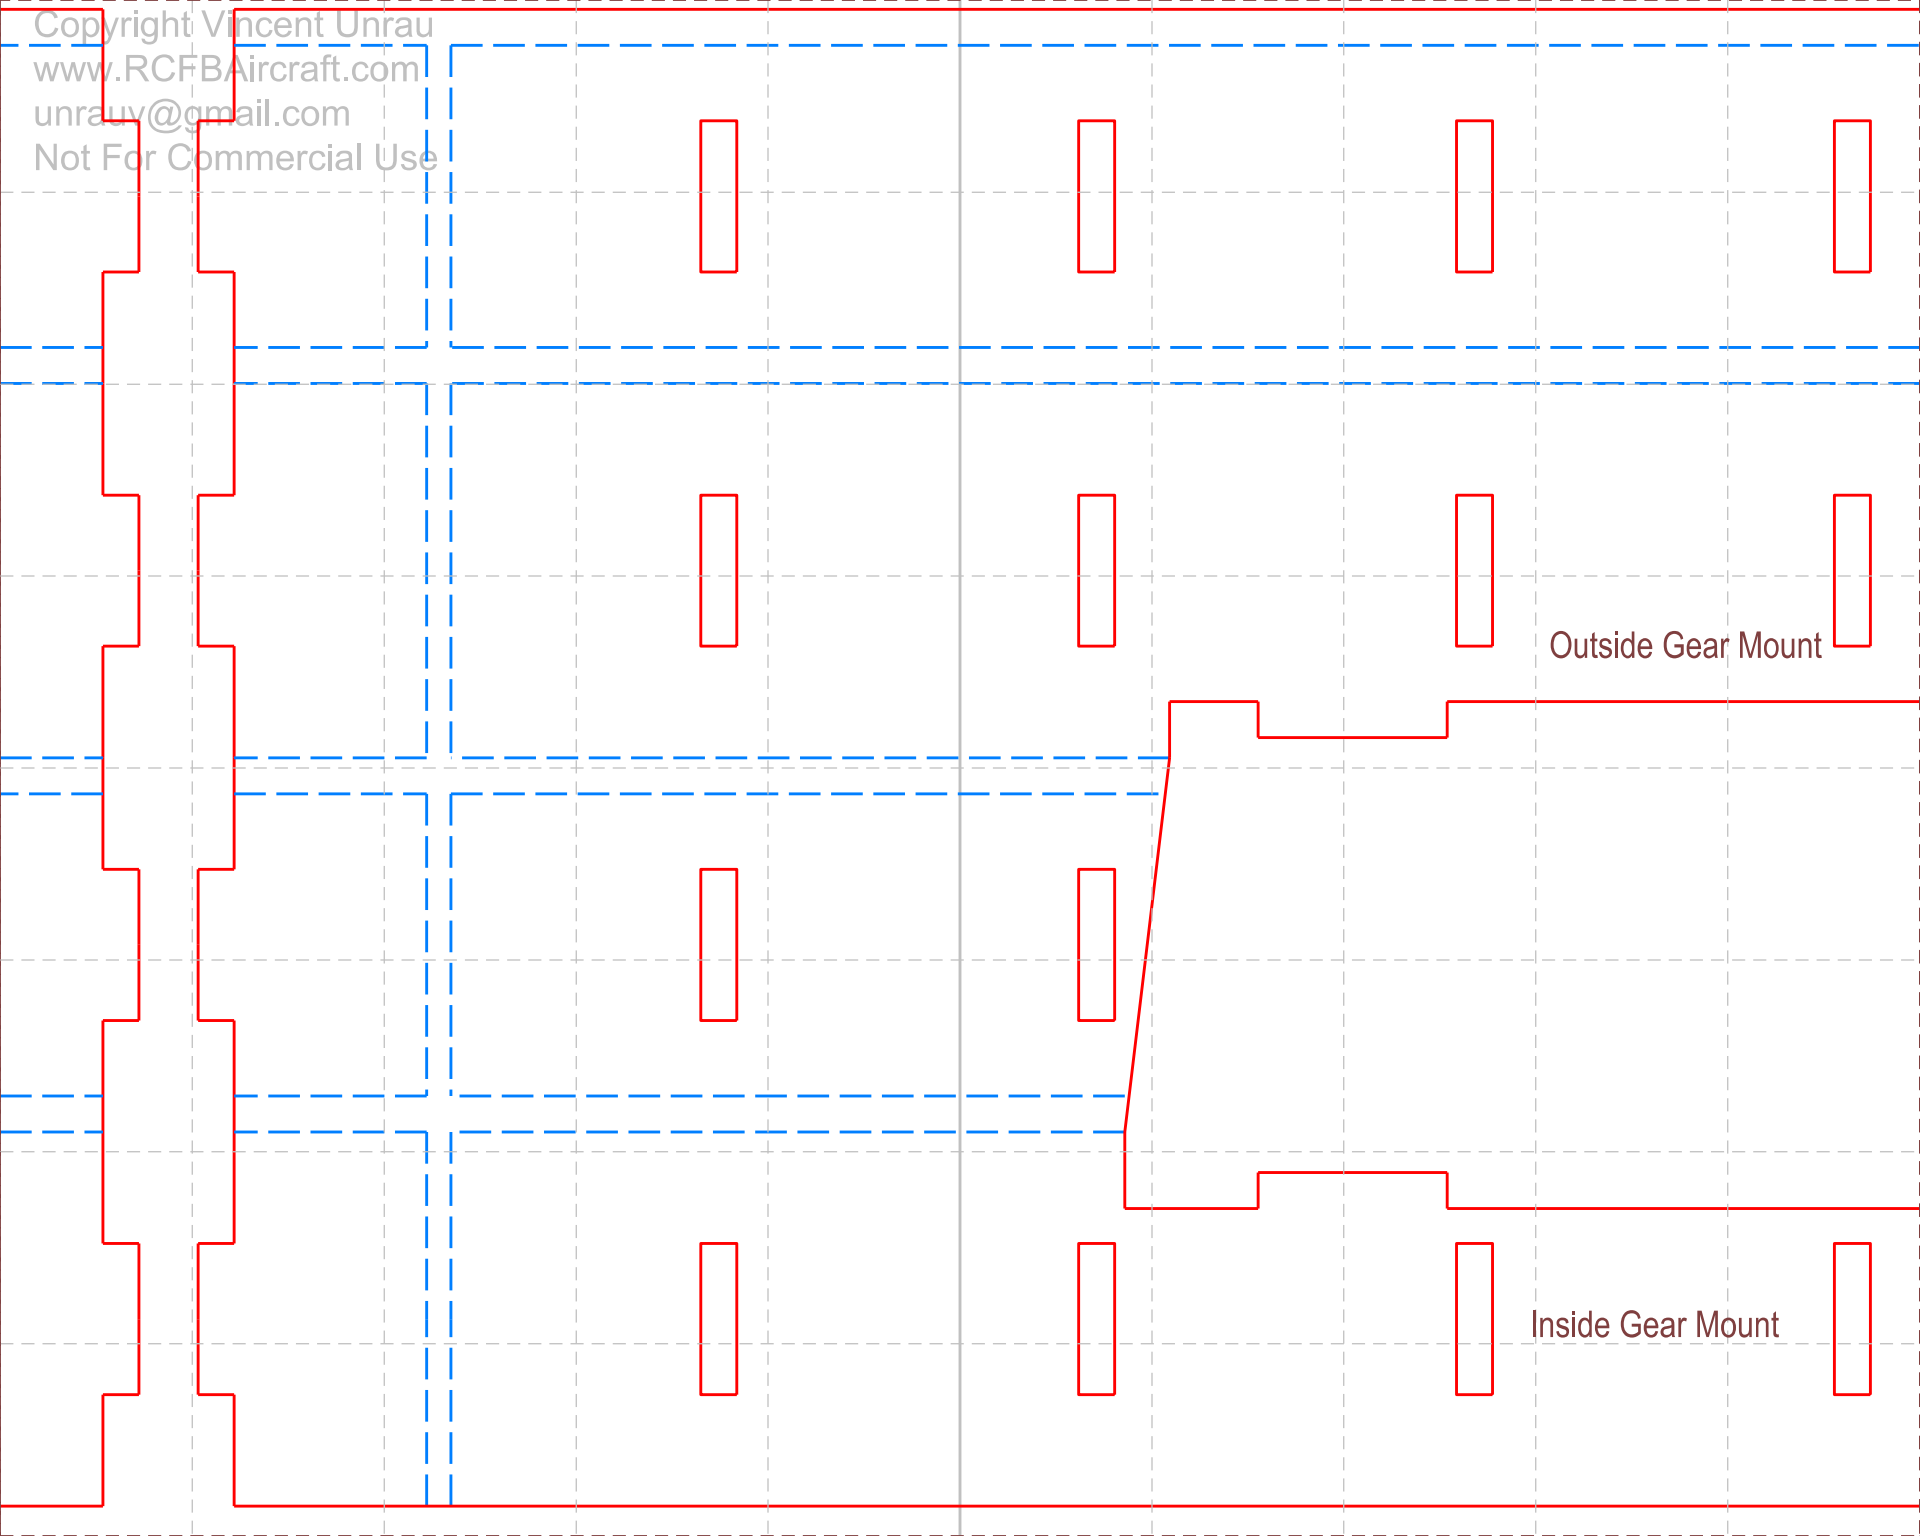 Copyright Vincent Unrau
www.RCFBAircraft.com
unrauv@gmail.com
Not For Commercial Use
Outside Gear Mount
Inside Gear Mount